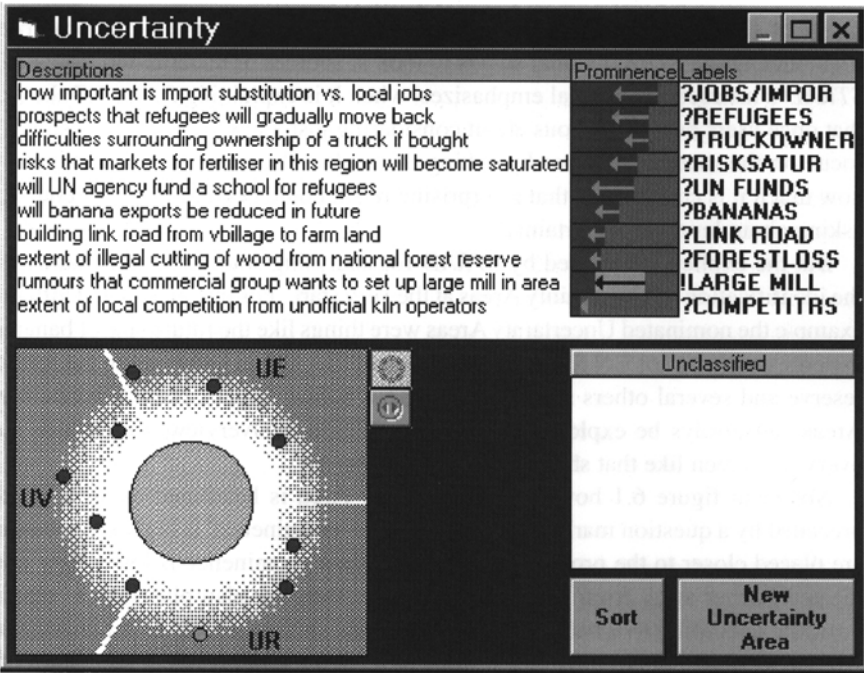 Uncertainty
Descriptions Prominence Labels
how important is import substitution vs. local jobs ?JOBS/IMPOR
prospects that refugees will gradually move back ?REFUGEES
difficulties surrounding ownership of a truck if bought ?TRUCKOWNER
risks that markets for fertiliser in this region will become saturated ?RISKSATUR
will UN agency fund a school for refugees ?UN FUNDS
will banana exports be reduced in future ?BANANAS
building link road from vbillage to farm land ?LINK ROAD
extent of illegal cutting of wood from national forest reserve ?FORESTLOSS
rumours that commercial group wants to set up large mill in area !LARGE MILL
extent of local competition from unofficial kiln operators ?COMPETITRS
UE
UV
UR
Unclassified
Sort
New
Uncertainty
Area